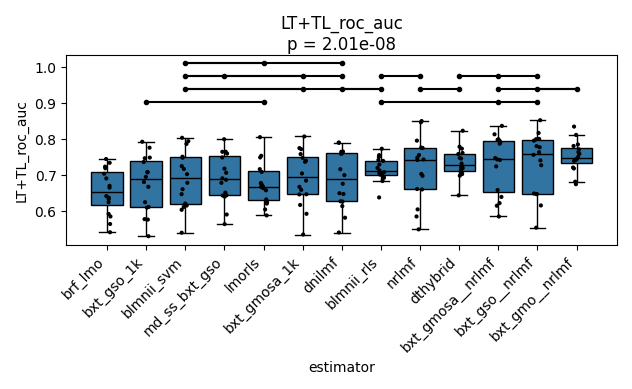 LT+TL_roc_auc
p = 2.01e-08
LT+TL_roc_auc
1.0
0.9
0.8
0.7
0.6
brf_lmo
bxt_gso_1k
blmnii_svm
md_ss_bxt_gso
lmorls
bxt_gmosa_1k
dnilmf
blmnii_rls
nrlmf
dthybrid
bxt_gmosa__nrlmf
bxt_gso__nrlmf
bxt_gmo__nrlmf
estimator